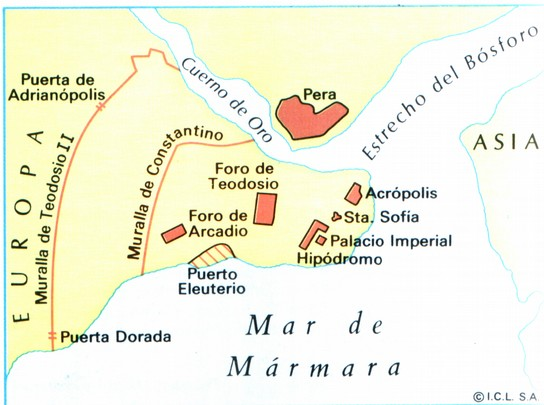 Puerta de
Adrianópolis
Cuerno de Oro
Pera
Estrecho del Bósforo
EUROPA
Muralla de Teodosio II
Muralla de Constantino
ASIA
Foro de
Teodosio
Acrópolis
Foro de
Arcadio
Sta. Sofía
Palacio Imperial
Hipódromo
Puerto
Eleuterio
Puerta Dorada
Mar de
Mármara
© I.C.L. S.A.